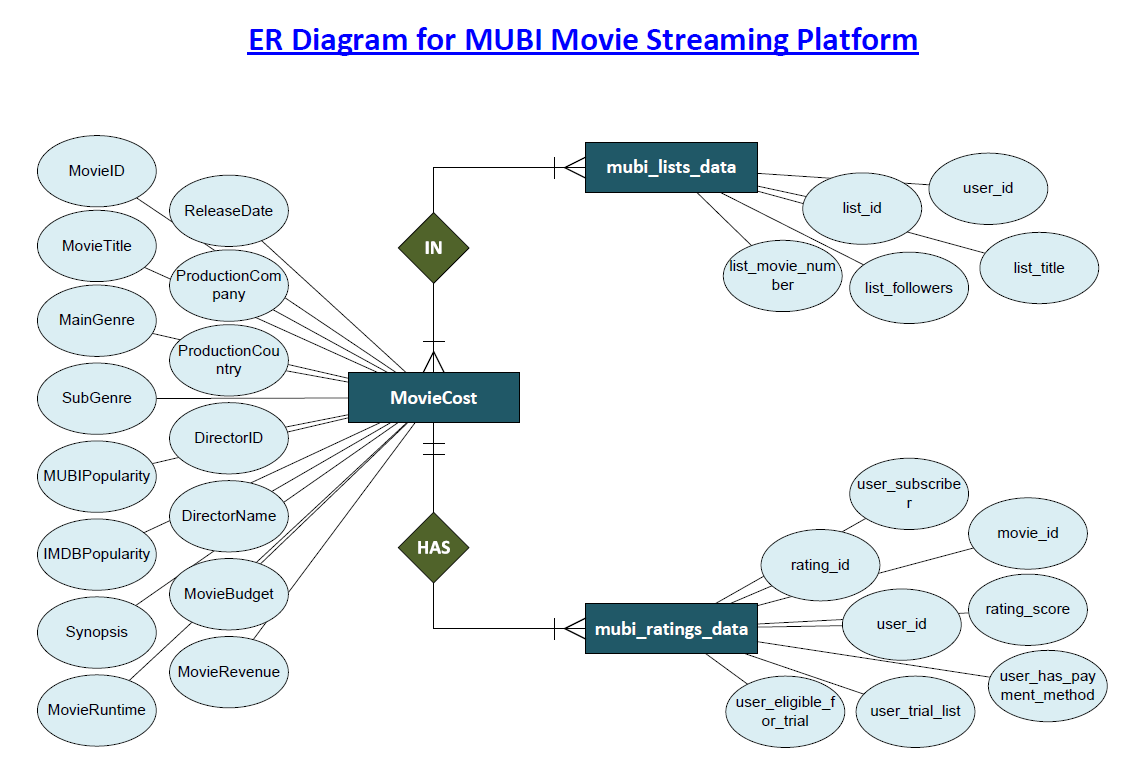 ER Diagram for MUBI Movie Streaming Platform
MovieID
ReleaseDate
MovieTitle
ProductionCom
pany
MainGenre
ProductionCou
ntry
SubGenre
DirectorID
MUBIPopularity
DirectorName
IMDBPopularity
MovieBudget
Synopsis
MovieRevenue
MovieRuntime
IN
MovieCost
HAS
mubi_lists_data
user_id
list_id
list_title
list_movie_num
ber
list_followers
user_subscribe
r
movie_id
rating_id
rating_score
user_id
mubi_ratings_data
user_has_pay
ment_method
user_eligible_f
or_trial
user_trial_list